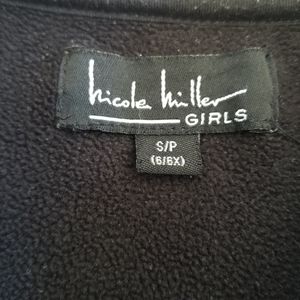 Nicole Miller
GIRLS
S/P
(6/6X)